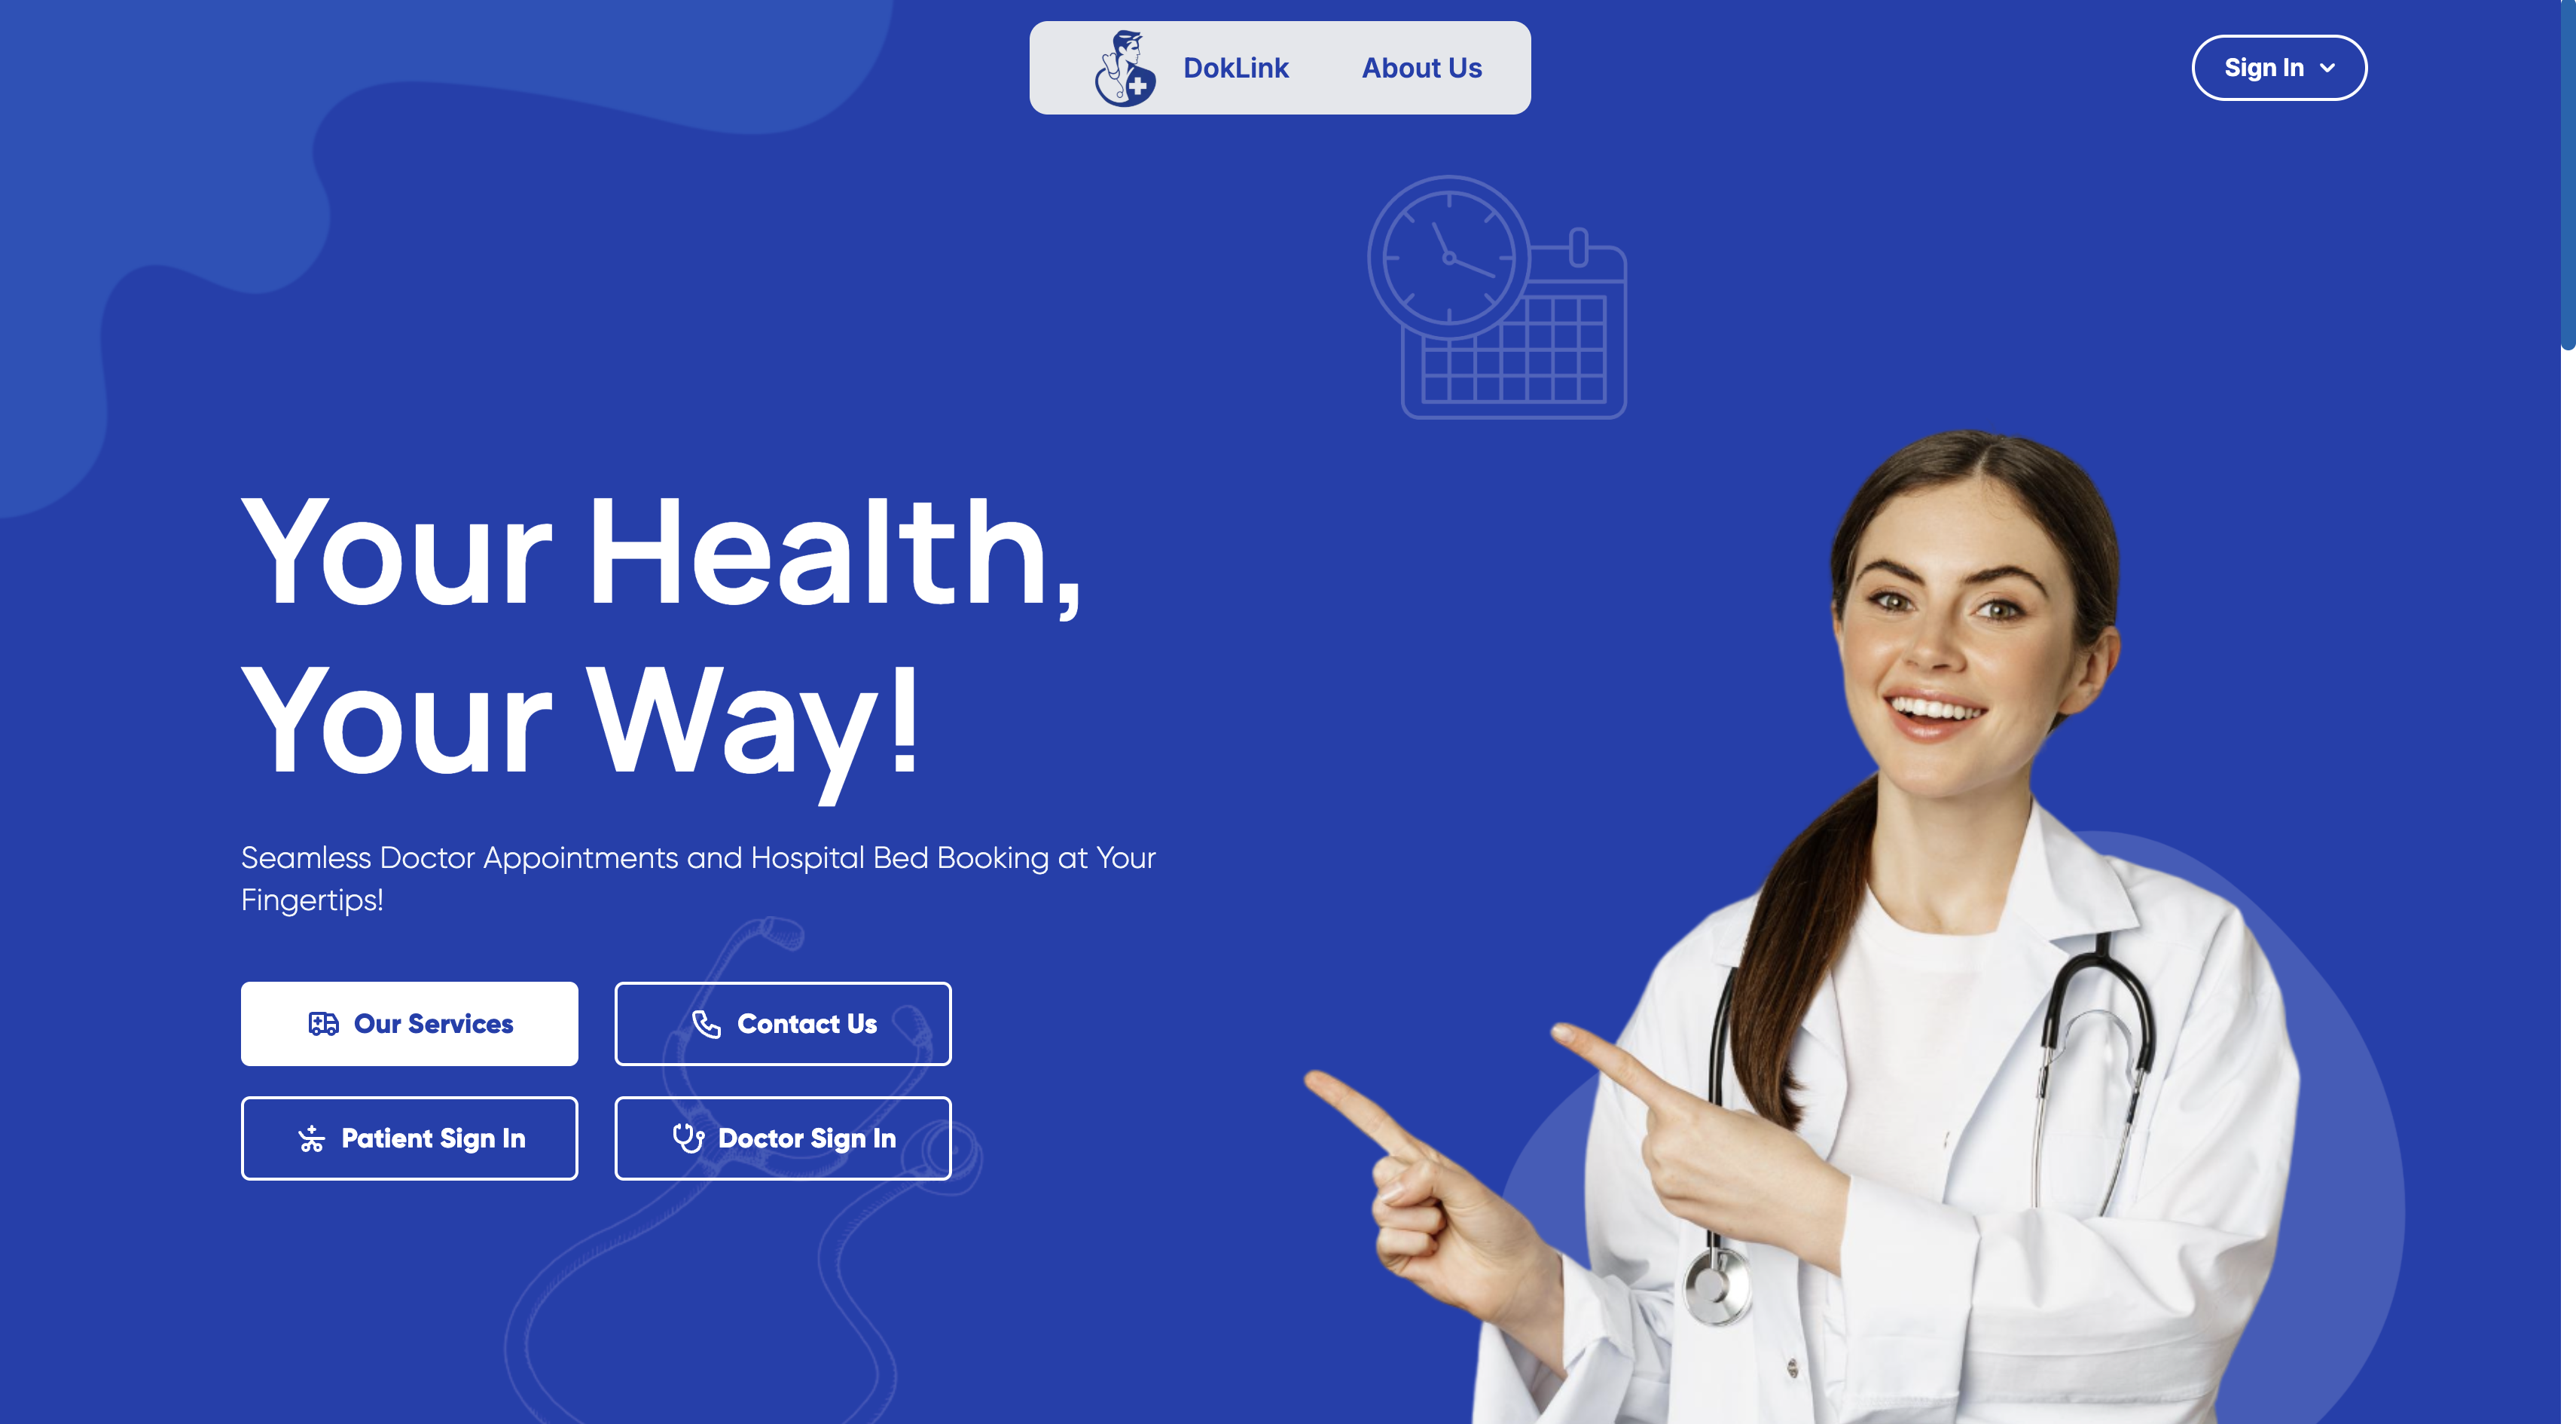 DokLink
About Us
Sign In
Your Health,
Your Way!
Seamless Doctor Appointments and Hospital Bed Booking at Your
Fingertips!
Our Services
Contact Us
Patient Sign In
Doctor Sign In